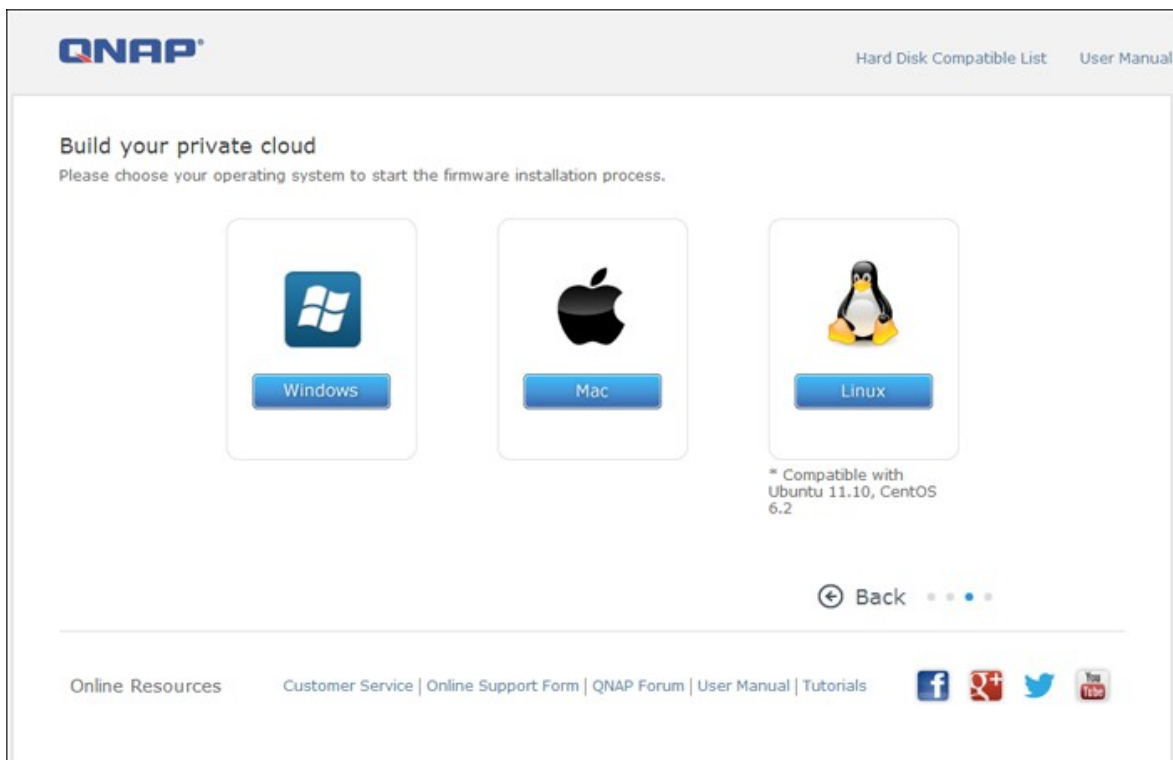 QNAP
Hard Disk Compatible List User Manual
Build your private cloud
Please choose your operating system to start the firmware installation process.
Windows Mac Linux
* Compatible with
Ubuntu 11.10, CentOS
6.2
Back
Online Resources Customer Service | Online Support Form | QNAP Forum | User Manual | Tutorials f g+ You Tube